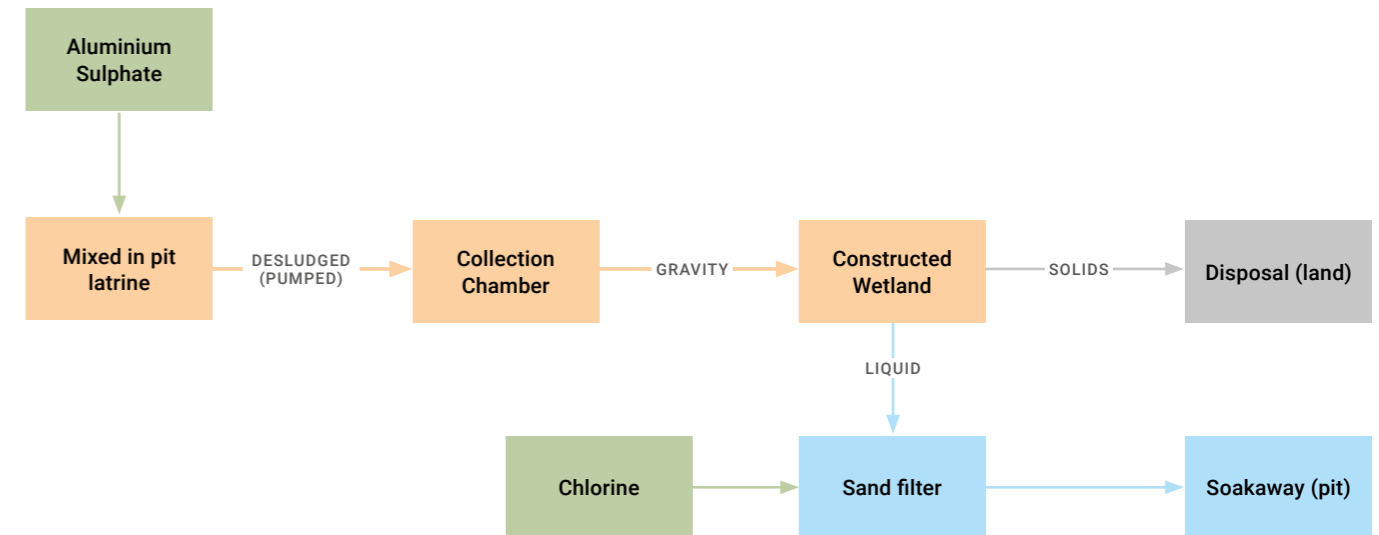 Aluminium
Sulphate
Mixed in pit
latrine
DESLUDGED
(PUMPED)
Collection
Chamber
GRAVITY
Constructed
Wetland
SOLIDS
Disposal (land)
LIQUID
Chlorine
Sand filter
Soakaway (pit)